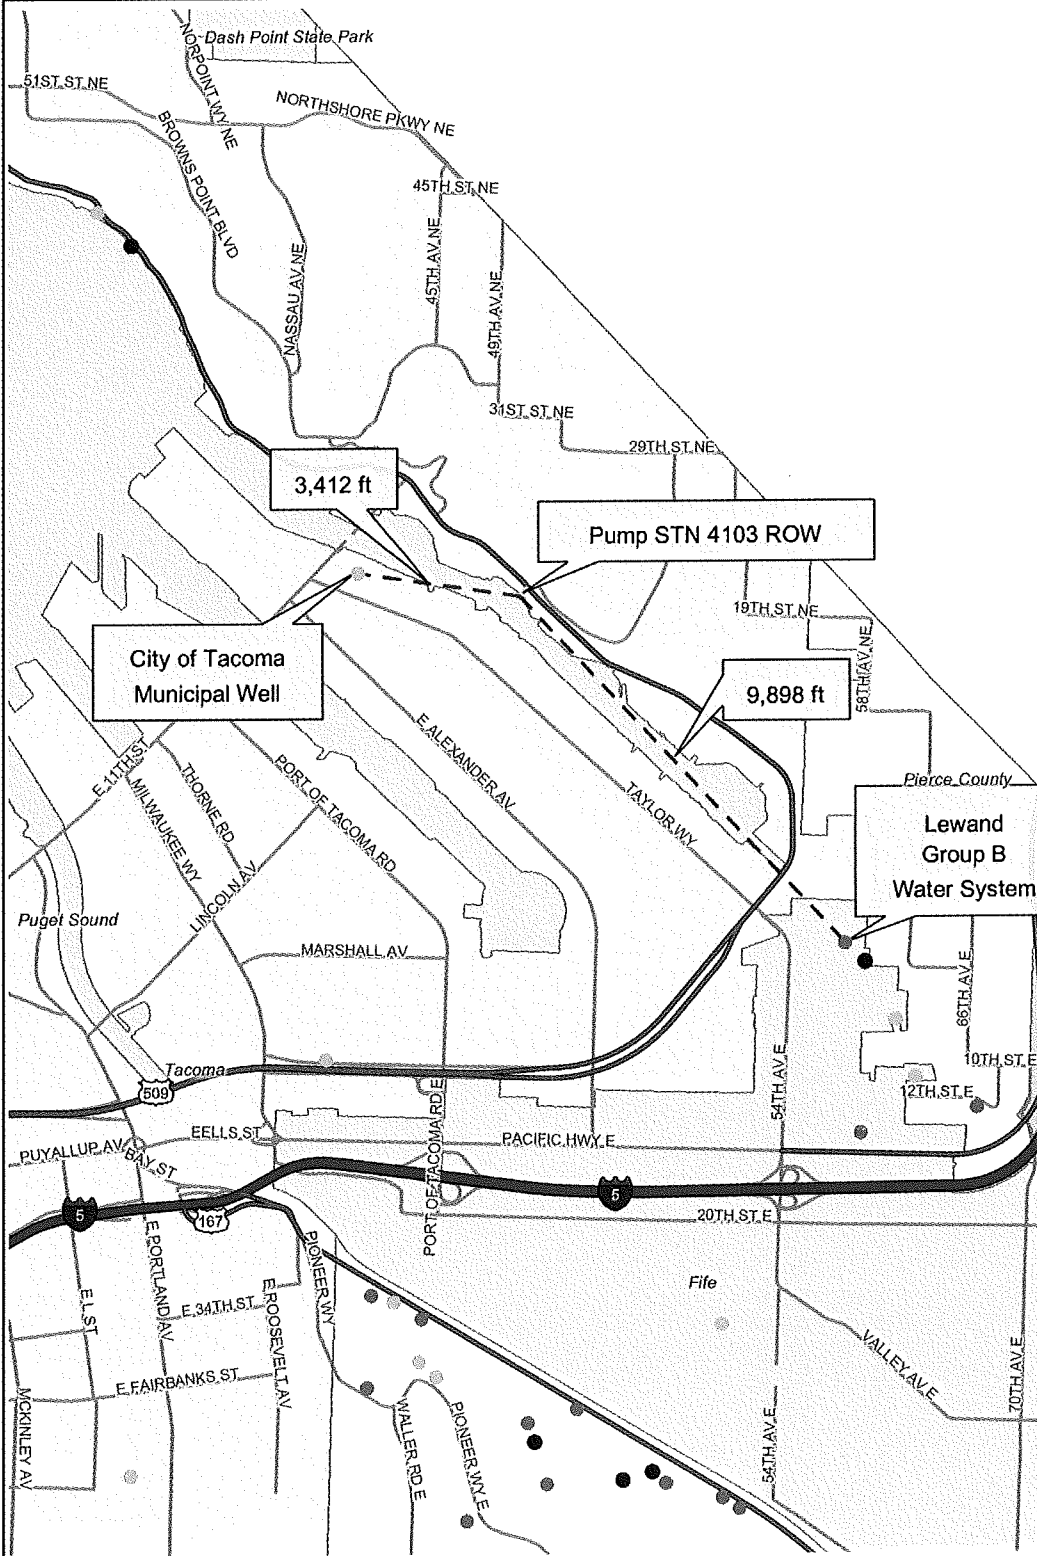 Dash Point State Park
NORPOINT WY NE
51ST ST NE
NORTHSHORE PKWY NE
BROWNS POINT BLVD
45TH ST NE
NASSAU AV NE
45TH AV NE
49TH AV NE
31ST ST NE
29TH ST NE
3,412 ft
Pump STN 4103 ROW
19TH ST NE
58TH AV NE
City of Tacoma
Municipal Well
9,898 ft
E ALEXANDER AV
E 11TH ST
THORNE RD
PORT OF TACOMA RD
MILWAUKEE WY
TAYLOR WY
Pierce County
Lewand
Group B
Water System
LINCOLN AV
Puget Sound
MARSHALL AV
66TH AV E
54TH AV E
10TH ST E
Tacoma
509
12TH ST E
PORT OF TACOMA RD E
EELLS ST
PACIFIC HWY E
PUYALLUP AV
BAY ST
5
167
5
20TH ST E
E PORTLAND AV
PIONEER WY
Fife
E L ST
E 34TH ST
E ROOSEVELT AV
VALLEY AV E
70TH AV E
E FAIRBANKS ST
MCKINLEY AV
WALLER RD E
PIONEER WY E
54TH AV E